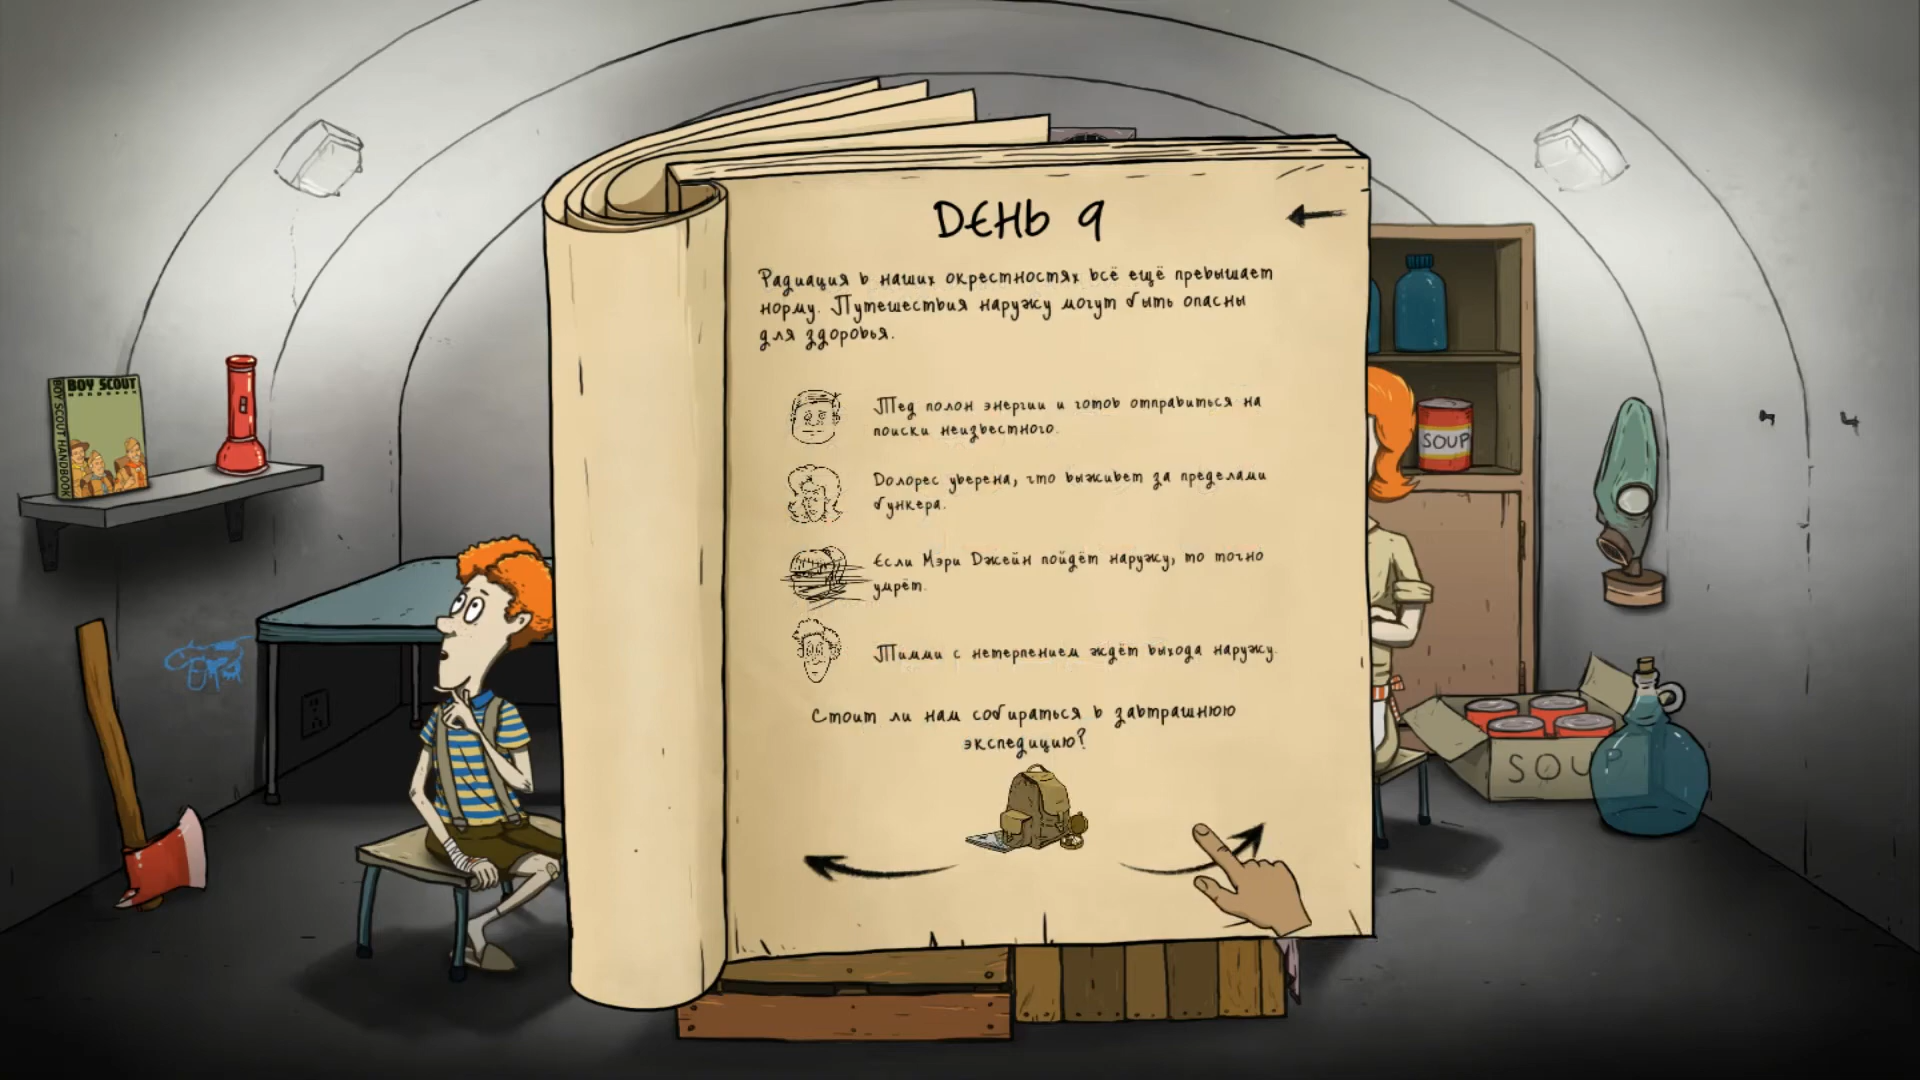 ДЕНЬ 9
Радиация в наших окрестностях всё ещё превышает
норму. Путешествия наружу могут быть опасны
для здоровья.
Тед полон энергии и готов отправиться на
поиски неизвестного.
Долорес уверена, что выживет за пределами
бункера.
Если Мэри Джейн пойдёт наружу, то точно
умрёт.
Тимми с нетерпением ждёт выхода наружу.
Стоит ли нам собираться в завтрашнюю
экспедицию?
BOY SCOUT
HANDBOOK
BOY SCOUT HANDBOOK
SOUP
SOUP